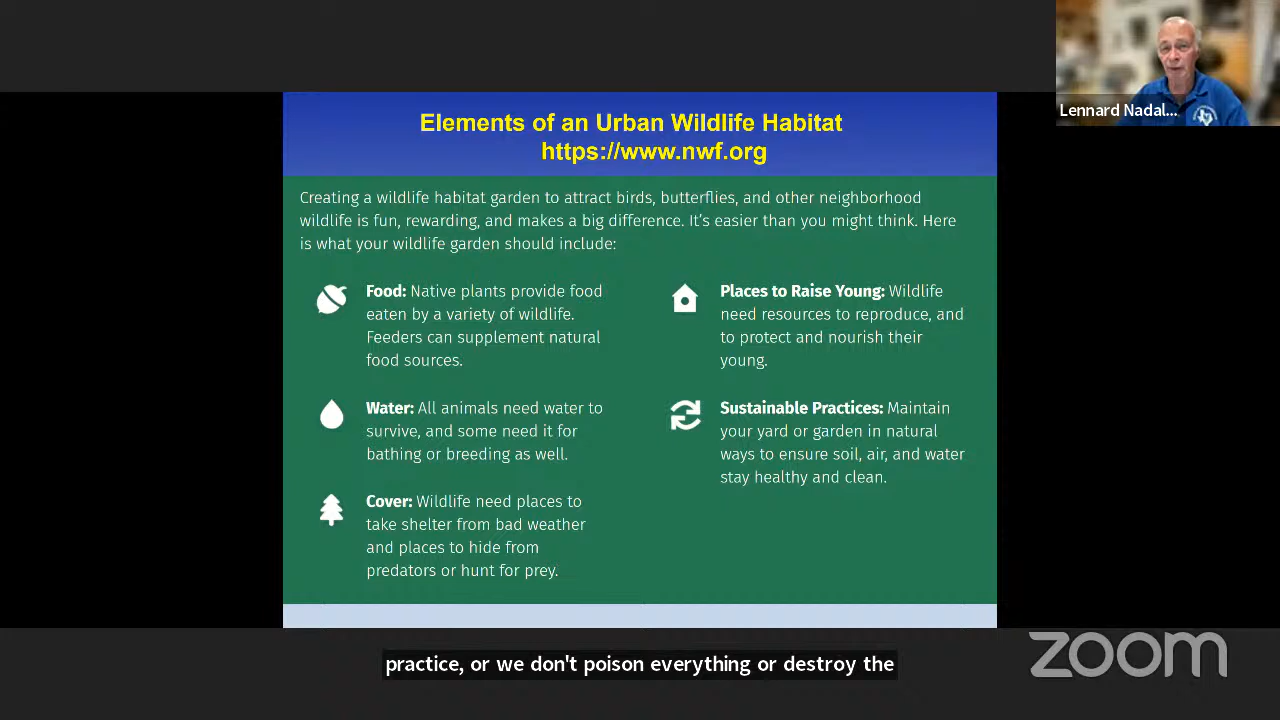 Elements of an Urban Wildlife Habitat
https://www.nwf.org
Creating a wildlife habitat garden to attract birds, butterflies, and other neighborhood
wildlife is fun, rewarding, and makes a big difference. It’s easier than you might think. Here
is what your wildlife garden should include:
Food: Native plants provide food
eaten by a variety of wildlife.
Feeders can supplement natural
food sources.
Water: All animals need water to
survive, and some need it for
bathing or breeding as well.
Cover: Wildlife need places to
take shelter from bad weather
and places to hide from
predators or hunt for prey.
Places to Raise Young: Wildlife
need resources to reproduce, and
to protect and nourish their
young.
Sustainable Practices: Maintain
your yard or garden in natural
ways to ensure soil, air, and water
stay healthy and clean.
Lennard Nadal...
practice, or we don't poison everything or destroy the
zoom